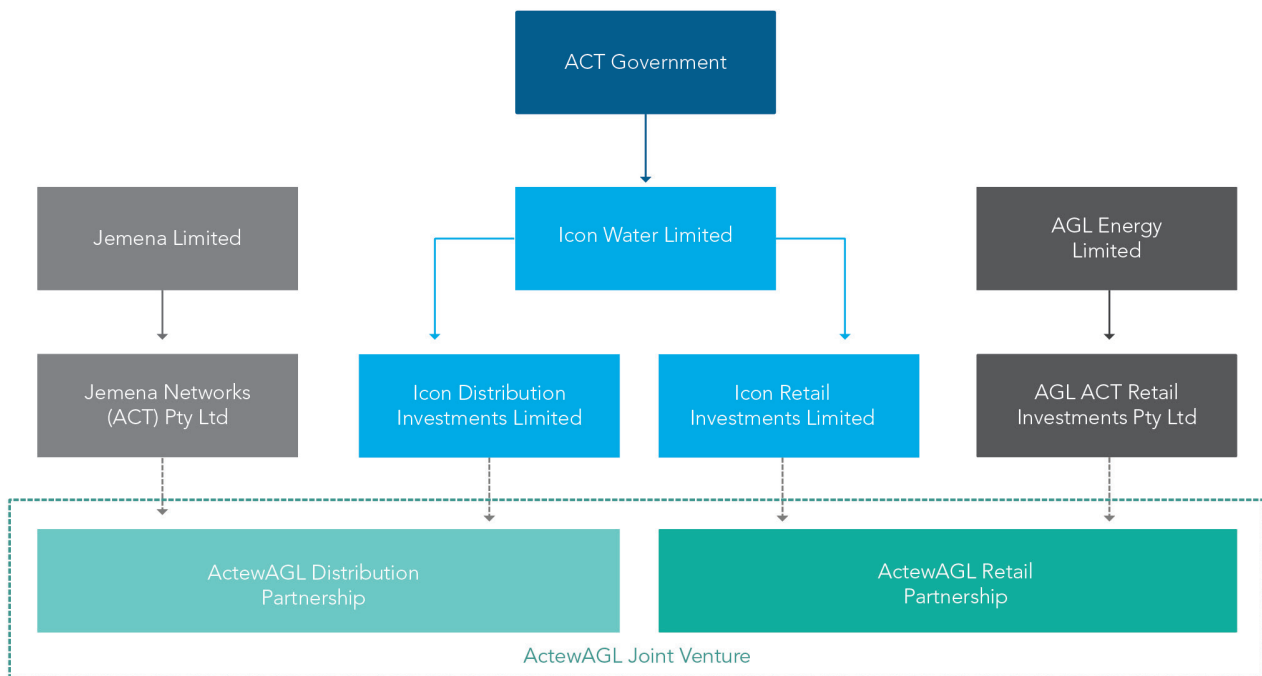 ACT Government
Jemena Limited
Icon Water Limited
AGL Energy
Limited
Jemena Networks
(ACT) Pty Ltd
Icon Distribution
Investments Limited
Icon Retail
Investments Limited
AGL ACT Retail
Investments Pty Ltd
ActewAGL Distribution
Partnership
ActewAGL Retail
Partnership
ActewAGL Joint Venture